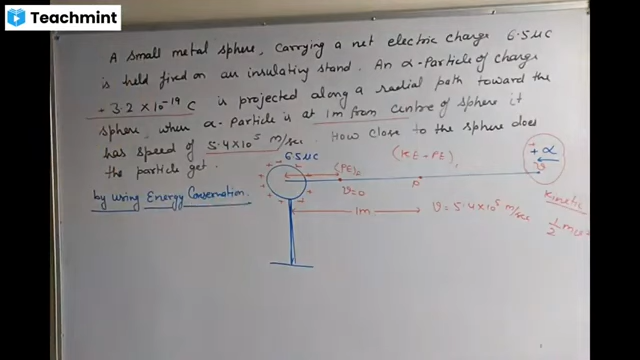 Teachmint
A small metal sphere, carrying a net electric charge 6.5 μC
is held fixed on an insulating stand. An α-Particle of charge
+3.2 × 10⁻¹⁹ C is projected along a radial path toward the
sphere, when α-particle is at 1m from centre of sphere it
has speed of 5.4×10⁵ m/sec. How close to the sphere does
the particle get.
by using Energy Conservation.
6.5μC
(PE)₂
(KE+PE)₁
+α
v
v=0
P
1m
v=5.4×10⁵ m/sec
Kinetic